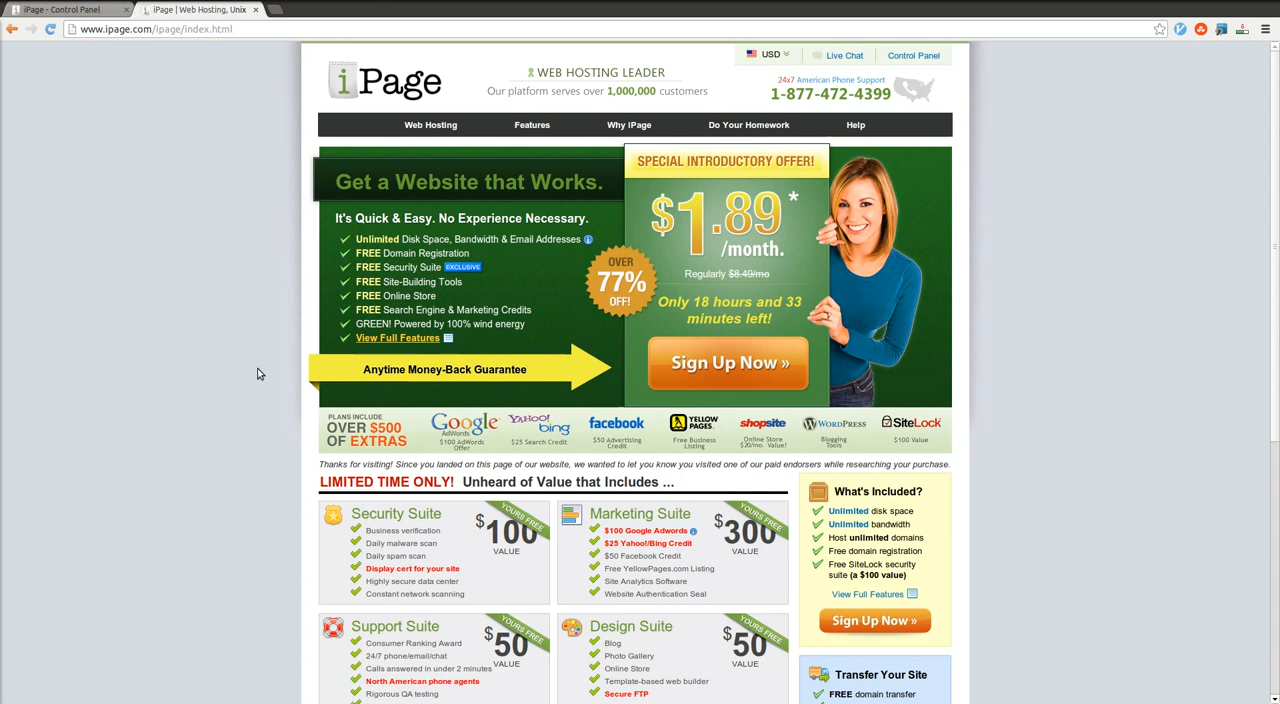 iPage - Control Panel
iPage | Web Hosting, Unix
www.ipage.com/ipage/index.html
USD
Live Chat
Control Panel
iPage
WEB HOSTING LEADER
Our platform serves over 1,000,000 customers
24x7 American Phone Support
1-877-472-4399
Web Hosting
Features
Why IPage
Do Your Homework
Help
Get a Website that Works.
It's Quick & Easy. No Experience Necessary.
Unlimited Disk Space, Bandwidth & Email Addresses
FREE Domain Registration
FREE Security Suite EXCLUSIVE
FREE Site-Building Tools
FREE Online Store
FREE Search Engine & Marketing Credits
GREEN! Powered by 100% wind energy
View Full Features
Anytime Money-Back Guarantee
OVER
77%
OFF!
SPECIAL INTRODUCTORY OFFER!
$1.89*
/month.
Regularly $8.49/mo
Only 18 hours and 33
minutes left!
Sign Up Now »
PLANS INCLUDE
OVER $500
OF EXTRAS
Google
AdWords
$100 AdWords
Offer
YAHOO!
bing
$25 Search Credit
facebook
$50 Advertising
Credit
YELLOW
PAGES.
Free Business
Listing
shopsite
Online Store
$20/mo. Value!
WORDPRESS
Blogging
Tools
SiteLock
$100 Value
Thanks for visiting! Since you landed on this page of our website, we wanted to let you know you visited one of our paid endorsers while researching your purchase.
LIMITED TIME ONLY! Unheard of Value that Includes ...
Security Suite
Business verification
Daily malware scan
Daily spam scan
Display cert for your site
Highly secure data center
Constant network scanning
$100
VALUE
YOURS FREE
Marketing Suite
$100 Google Adwords
$25 Yahoo!/Bing Credit
$50 Facebook Credit
Free YellowPages.com Listing
Site Analytics Software
Website Authentication Seal
$300
VALUE
YOURS FREE
Support Suite
Consumer Ranking Award
24/7 phone/email/chat
Calls answered in under 2 minutes
North American phone agents
Rigorous QA testing
$50
VALUE
YOURS FREE
Design Suite
Blog
Photo Gallery
Online Store
Template-based web builder
Secure FTP
$50
VALUE
YOURS FREE
What's Included?
Unlimited disk space
Unlimited bandwidth
Host unlimited domains
Free domain registration
Free SiteLock security
suite (a $100 value)
View Full Features
Sign Up Now »
Transfer Your Site
FREE domain transfer